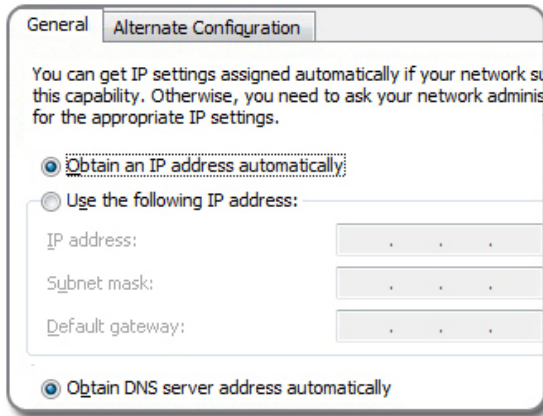 General
Alternate Configuration
You can get IP settings assigned automatically if your network su
this capability. Otherwise, you need to ask your network adminis
for the appropriate IP settings.
Obtain an IP address automatically
Use the following IP address:
IP address:
. . .
Subnet mask:
. . .
Default gateway:
. . .
Obtain DNS server address automatically